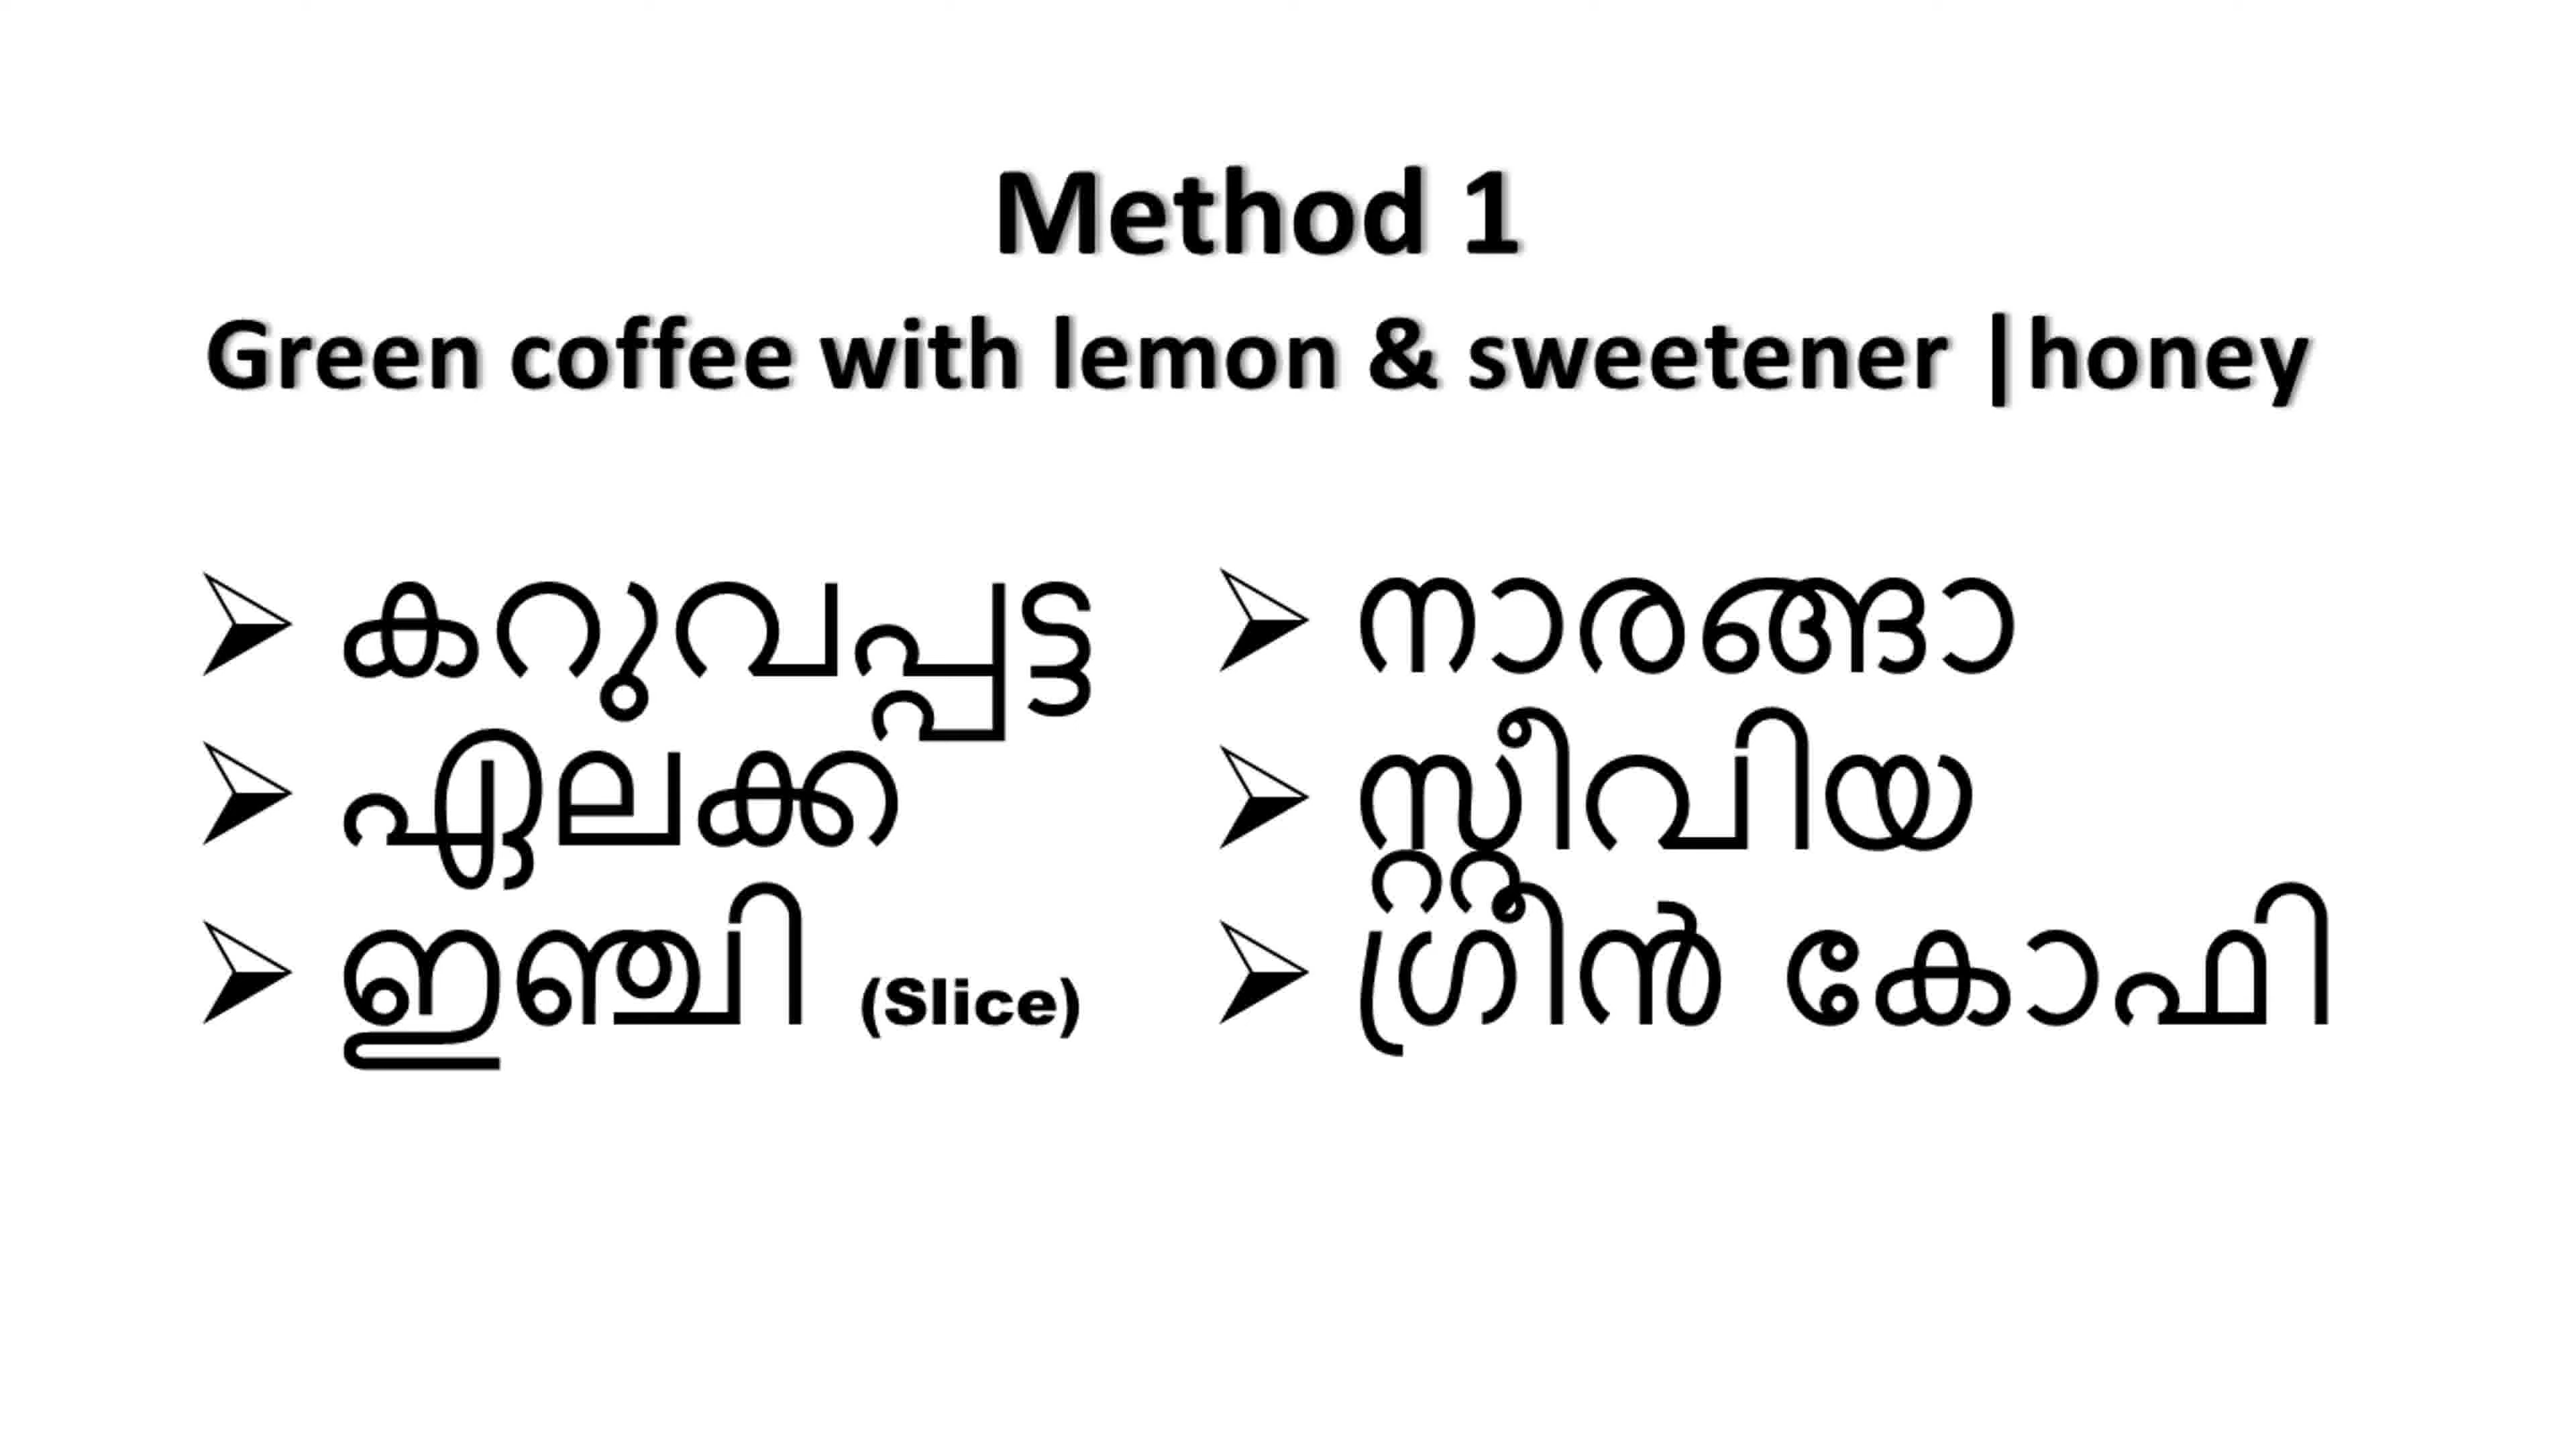 Method 1
Green coffee with lemon & sweetener |honey
➢ കറുവപ്പട്ട
➢ ഏലക്ക
➢ ഇഞ്ചി (Slice)
➢ നാരങ്ങാ
➢ സ്റ്റീവിയ
➢ ഗ്രീൻ കോഫി